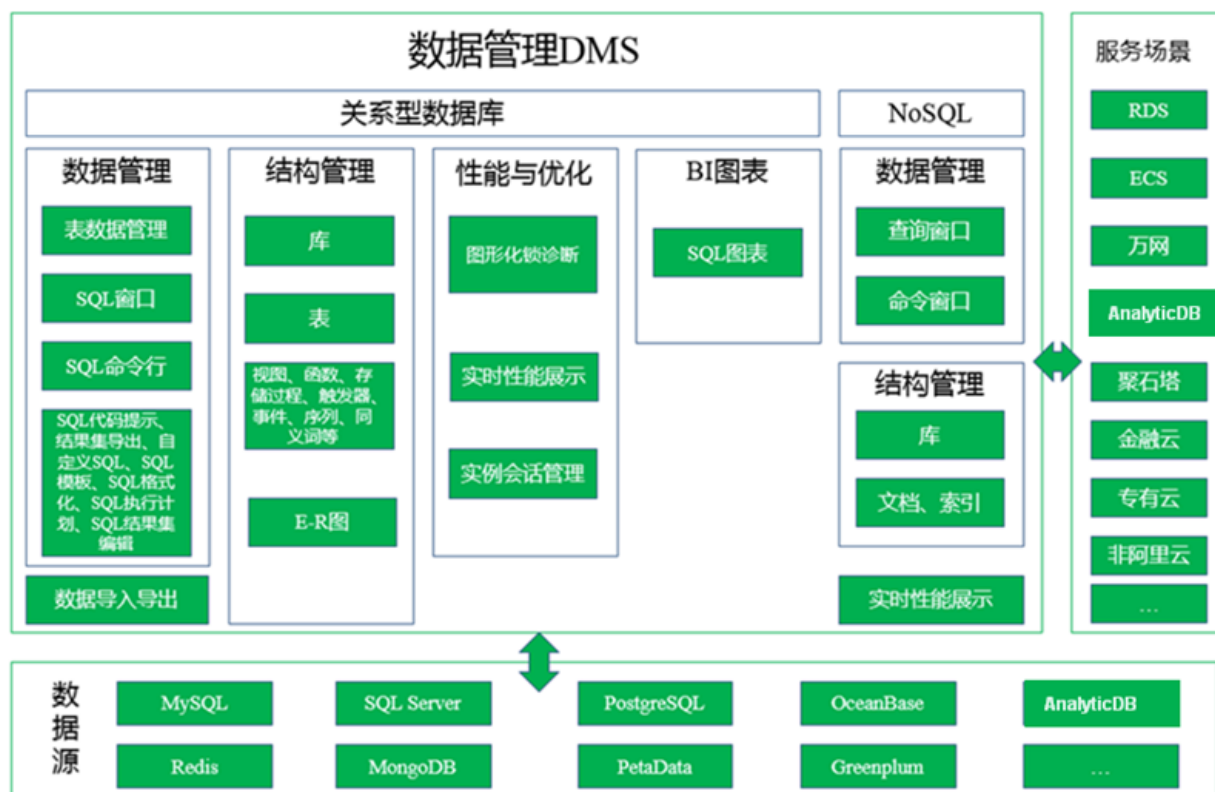 数据管理DMS
关系型数据库
NoSQL
数据管理
表数据管理
SQL窗口
SQL命令行
SQL代码提示、
结果集导出、自
定义SQL、SQL
模板、SQL格式
化、SQL执行计
划、SQL结果集
编辑
数据导入导出
结构管理
库
表
视图、函数、存
储过程、触发器、
事件、序列、同
义词等
E-R图
性能与优化
图形化锁诊断
实时性能展示
实例会话管理
BI图表
SQL图表
数据管理
查询窗口
命令窗口
结构管理
库
文档、索引
实时性能展示
服务场景
RDS
ECS
万网
AnalyticDB
聚石塔
金融云
专有云
非阿里云
...
数据源
MySQL
SQL Server
PostgreSQL
OceanBase
AnalyticDB
Redis
MongoDB
PetaData
Greenplum
...